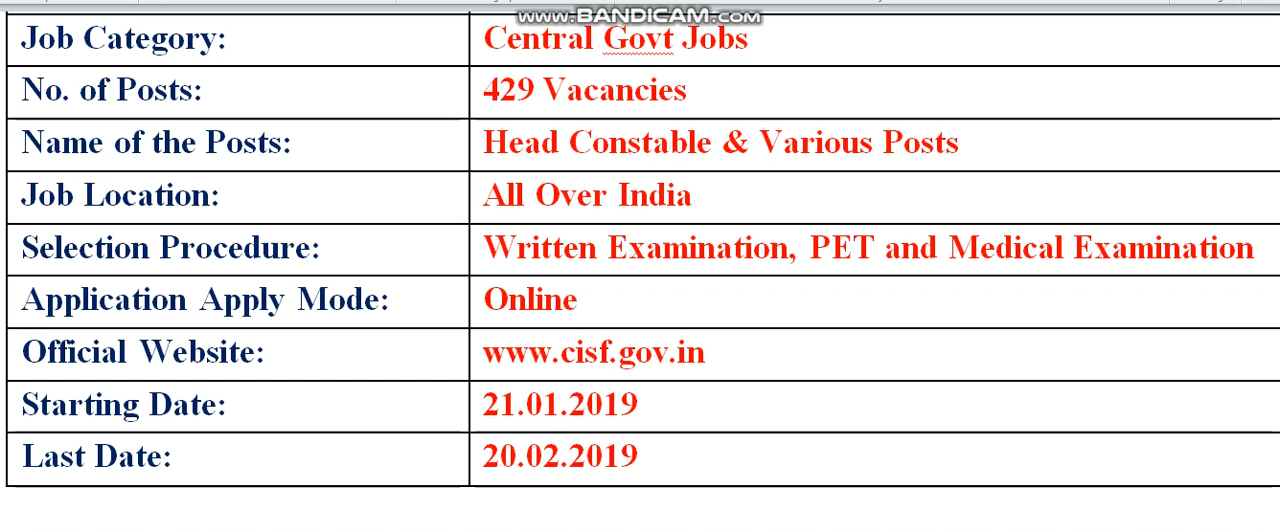 www.BANDICAM.com
Job Category: Central Govt Jobs
No. of Posts: 429 Vacancies
Name of the Posts: Head Constable & Various Posts
Job Location: All Over India
Selection Procedure: Written Examination, PET and Medical Examination
Application Apply Mode: Online
Official Website: www.cisf.gov.in
Starting Date: 21.01.2019
Last Date: 20.02.2019